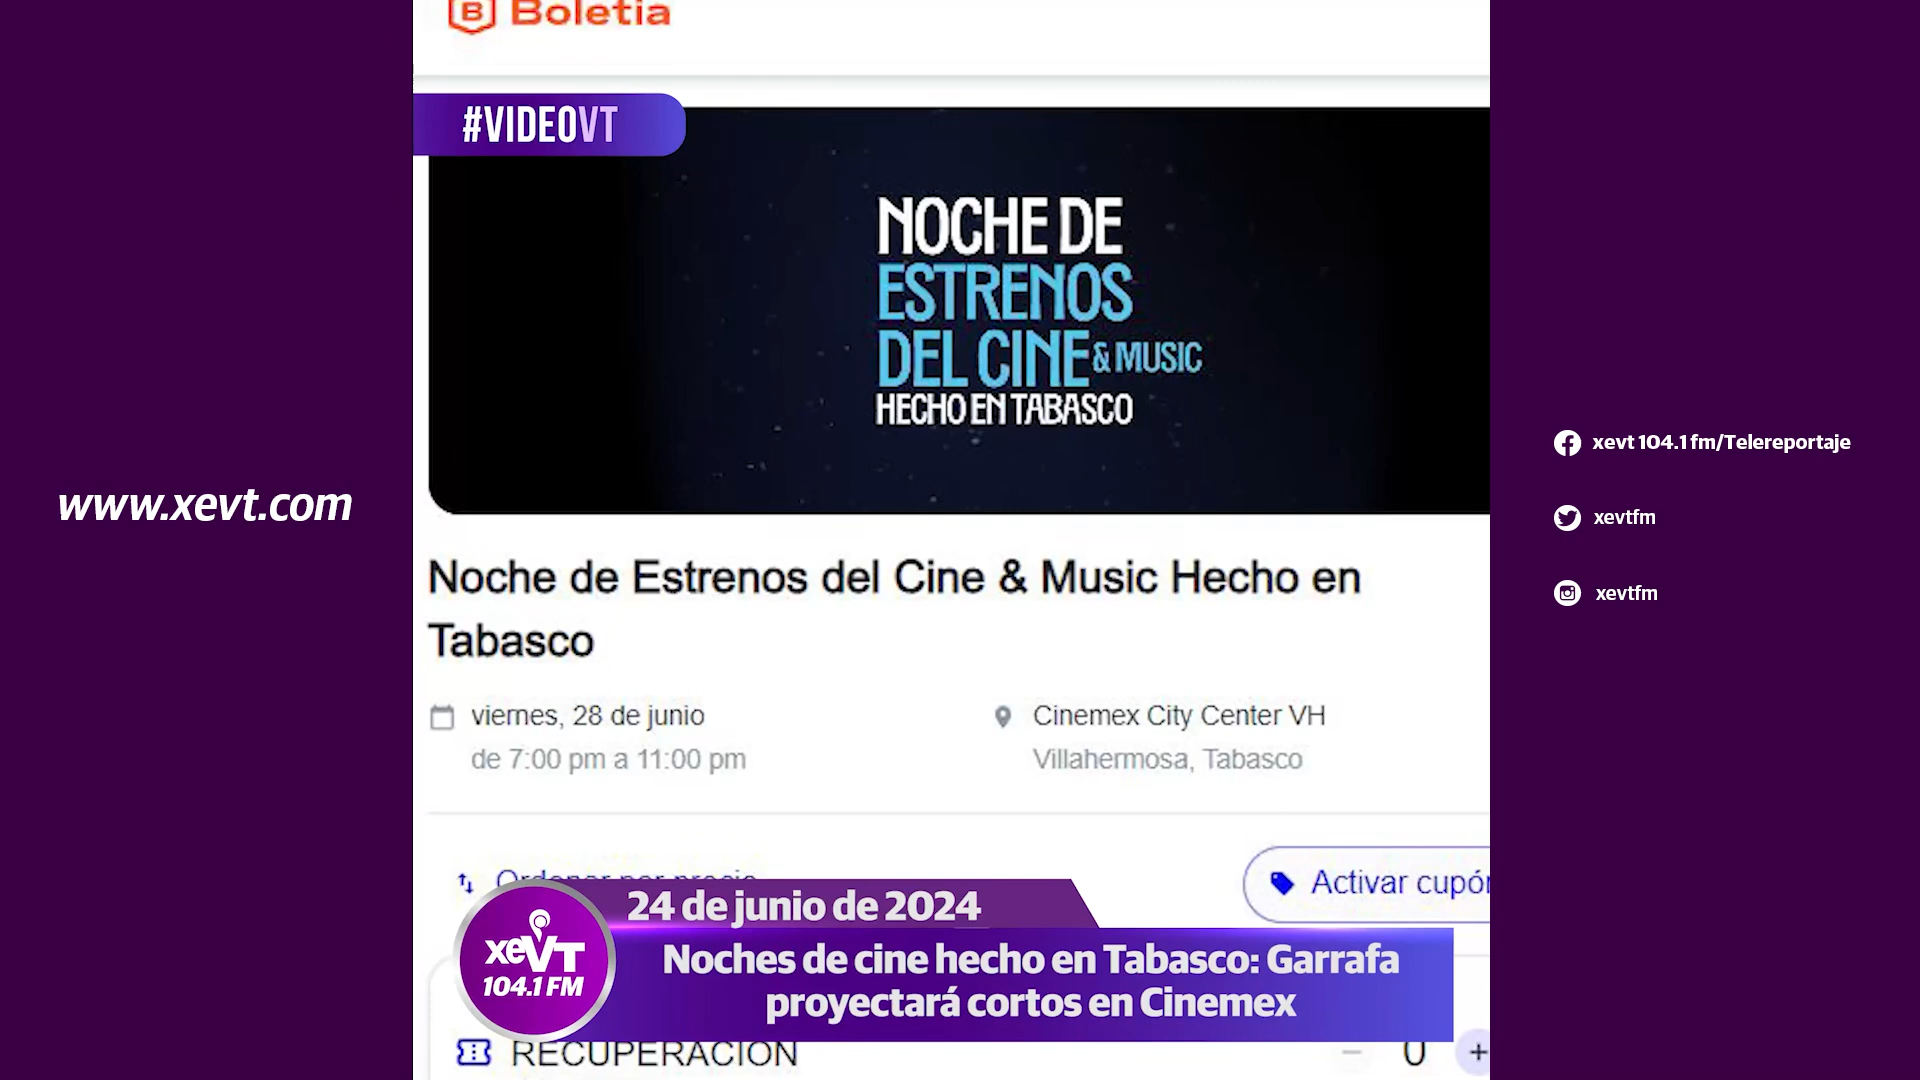 Boletia
#VIDEOVT
NOCHE DE
ESTRENOS
DEL CINE & MUSIC
HECHO EN TABASCO
www.xevt.com
xevt 104.1 fm/Telereportaje
xevtfm
xevtfm
Noche de Estrenos del Cine & Music Hecho en
Tabasco
viernes, 28 de junio
de 7:00 pm a 11:00 pm
Cinemex City Center VH
Villahermosa, Tabasco
Ordenar por precio
Activar cupón
24 de junio de 2024
Noches de cine hecho en Tabasco: Garrafa
proyectará cortos en Cinemex
xeVT
104.1 FM
RECUPERACION
0